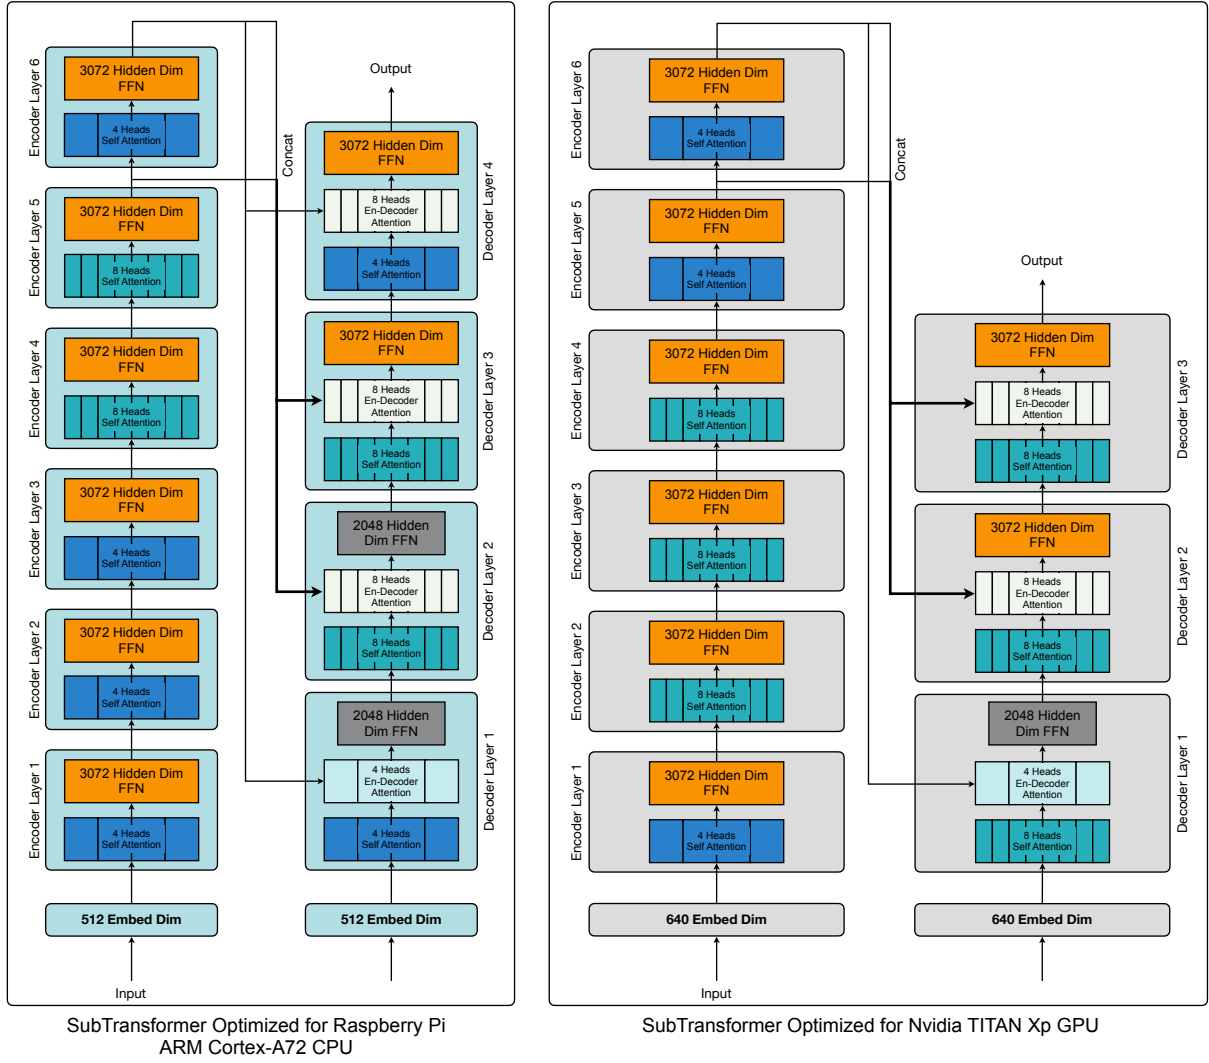 Encoder Layer 6
3072 Hidden Dim
FFN
4 Heads
Self Attention
Encoder Layer 5
3072 Hidden Dim
FFN
8 Heads
Self Attention
Encoder Layer 4
3072 Hidden Dim
FFN
8 Heads
Self Attention
Encoder Layer 3
3072 Hidden Dim
FFN
4 Heads
Self Attention
Encoder Layer 2
3072 Hidden Dim
FFN
4 Heads
Self Attention
Encoder Layer 1
3072 Hidden Dim
FFN
4 Heads
Self Attention
512 Embed Dim
Input
Concat
Output
Decoder Layer 4
3072 Hidden Dim
FFN
8 Heads
En-Decoder
Attention
4 Heads
Self Attention
Decoder Layer 3
3072 Hidden Dim
FFN
8 Heads
En-Decoder
Attention
8 Heads
Self Attention
Decoder Layer 2
2048 Hidden
Dim FFN
8 Heads
En-Decoder
Attention
8 Heads
Self Attention
Decoder Layer 1
2048 Hidden
Dim FFN
4 Heads
En-Decoder
Attention
4 Heads
Self Attention
512 Embed Dim
SubTransformer Optimized for Raspberry Pi
ARM Cortex-A72 CPU
Encoder Layer 6
3072 Hidden Dim
FFN
4 Heads
Self Attention
Encoder Layer 5
3072 Hidden Dim
FFN
4 Heads
Self Attention
Encoder Layer 4
3072 Hidden Dim
FFN
8 Heads
Self Attention
Encoder Layer 3
3072 Hidden Dim
FFN
8 Heads
Self Attention
Encoder Layer 2
3072 Hidden Dim
FFN
8 Heads
Self Attention
Encoder Layer 1
3072 Hidden Dim
FFN
4 Heads
Self Attention
640 Embed Dim
Input
Concat
Output
Decoder Layer 3
3072 Hidden Dim
FFN
8 Heads
En-Decoder
Attention
8 Heads
Self Attention
Decoder Layer 2
3072 Hidden Dim
FFN
8 Heads
En-Decoder
Attention
8 Heads
Self Attention
Decoder Layer 1
2048 Hidden
Dim FFN
4 Heads
En-Decoder
Attention
8 Heads
Self Attention
640 Embed Dim
SubTransformer Optimized for Nvidia TITAN Xp GPU